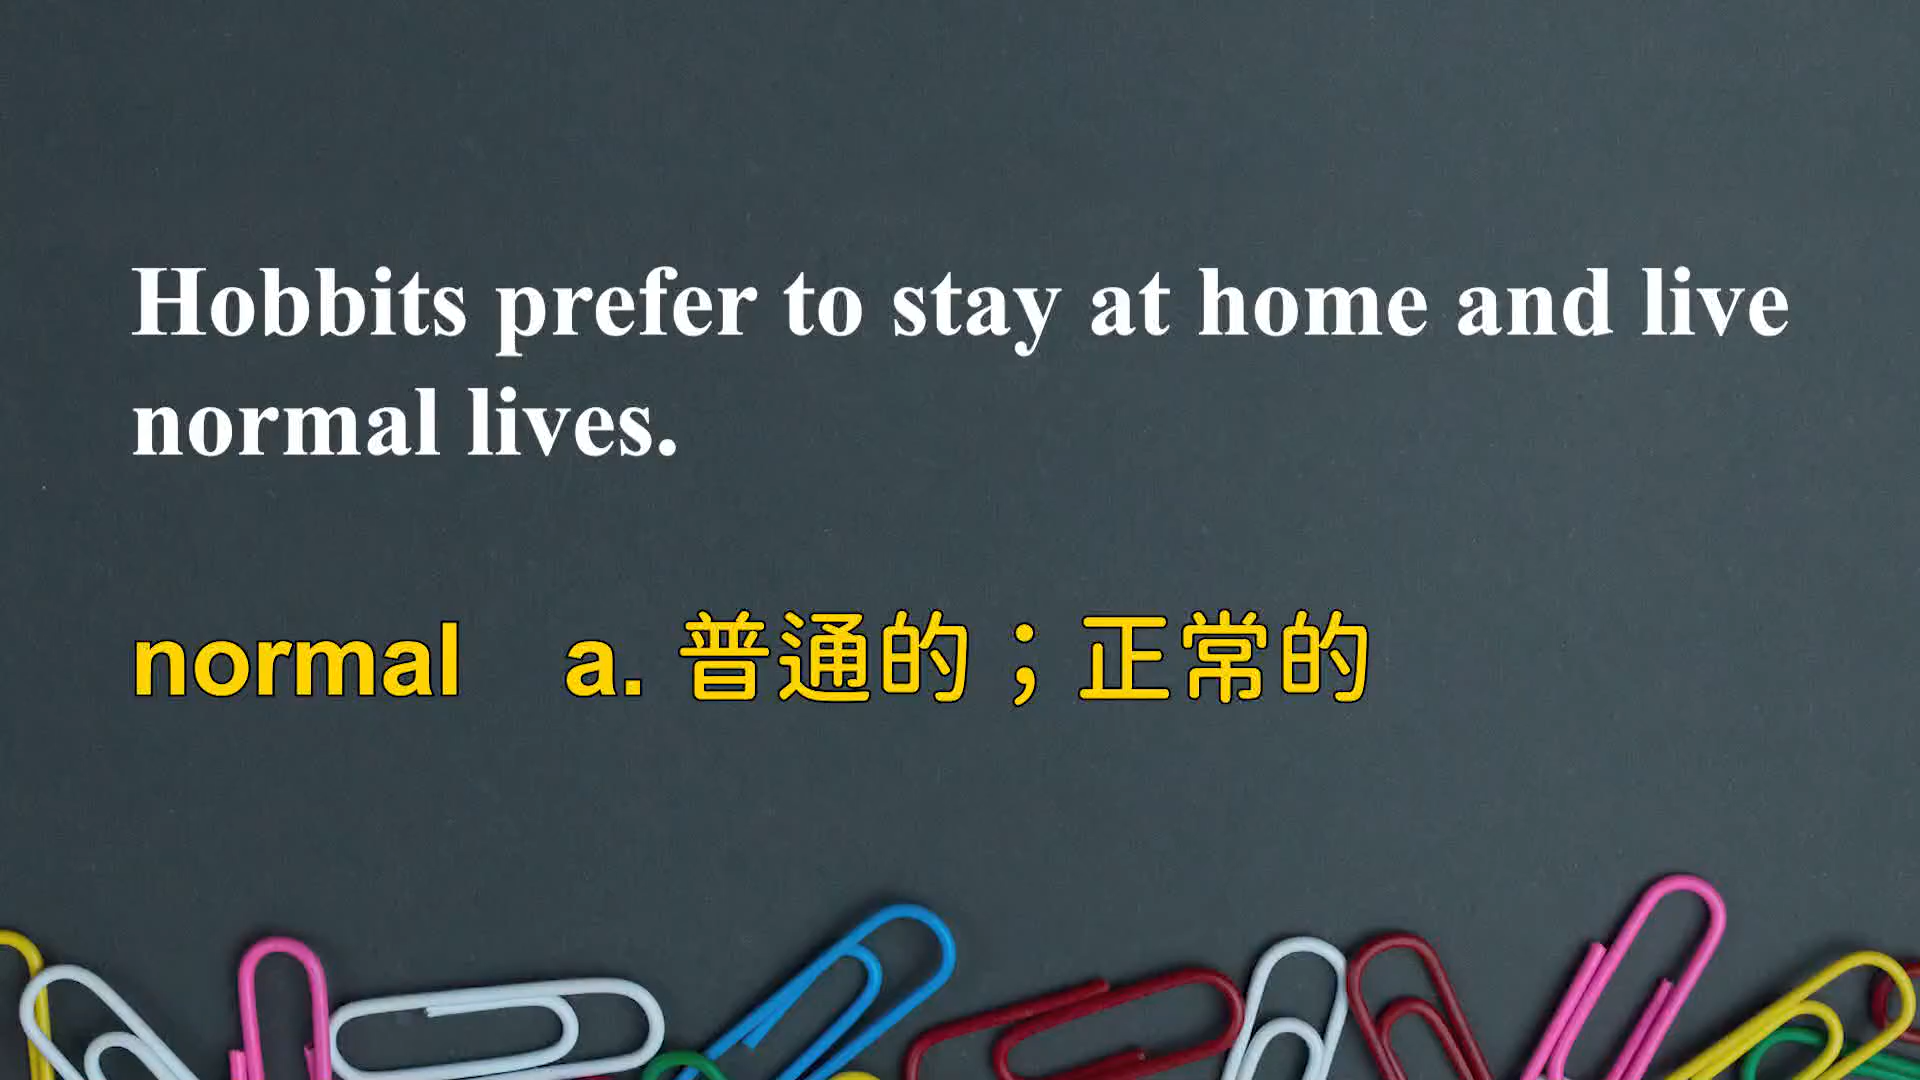 Hobbits prefer to stay at home and live
normal lives.
normal a. 普通的；正常的